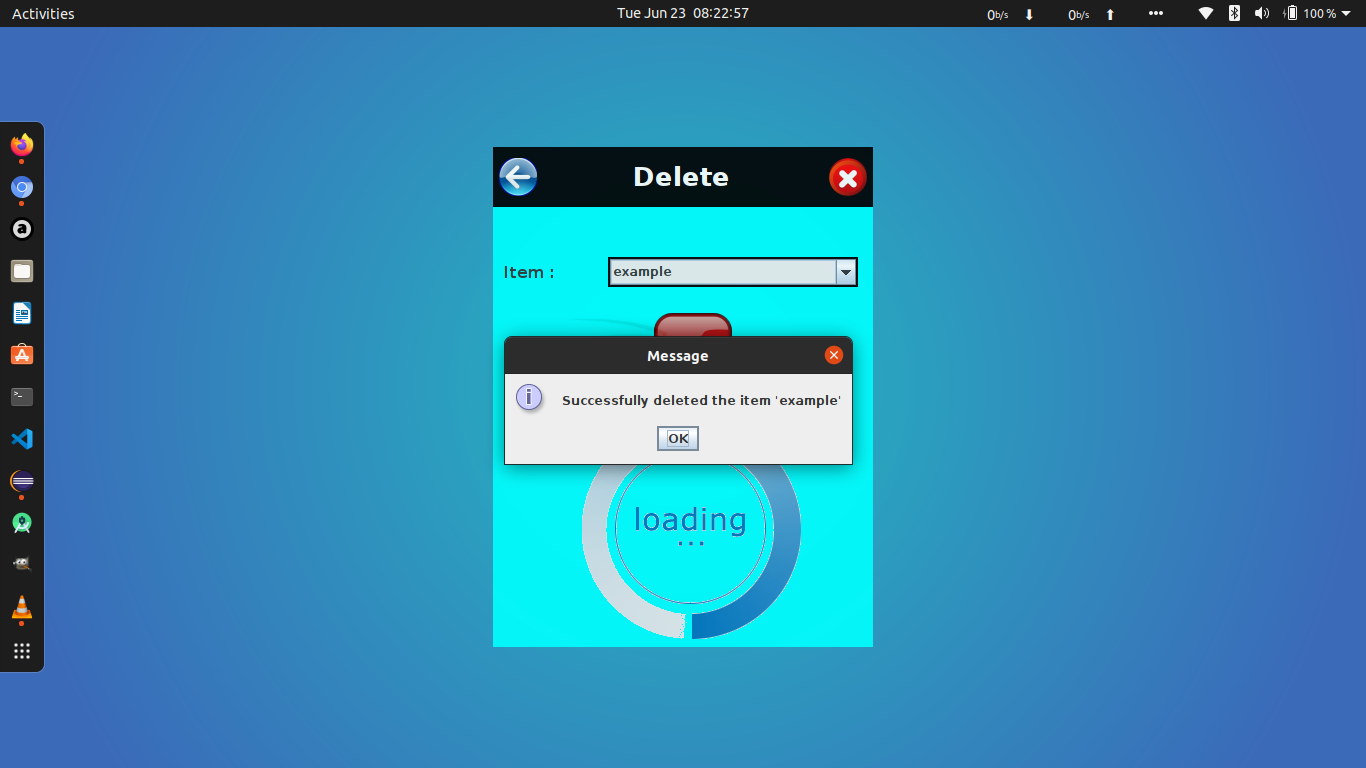 Activities
Tue Jun 23 08:22:57
0b/s ⬇ 0b/s ⬆ ••• 100 %
Delete
Item :
example
Message
Successfully deleted the item 'example'
OK
loading
...